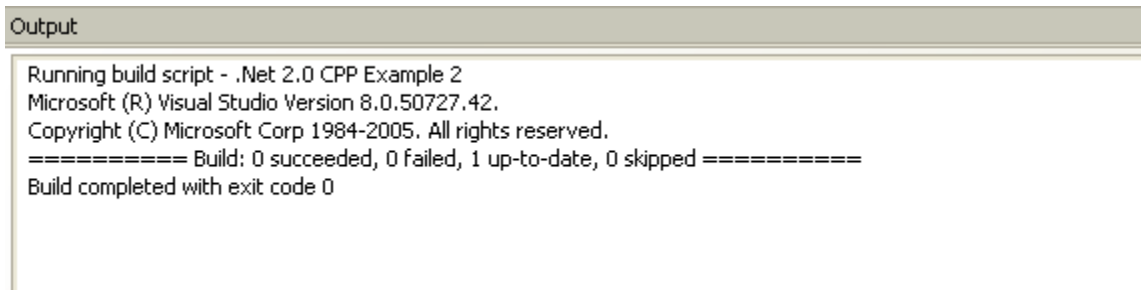 Output
Running build script - .Net 2.0 CPP Example 2
Microsoft (R) Visual Studio Version 8.0.50727.42.
Copyright (C) Microsoft Corp 1984-2005. All rights reserved.
========== Build: 0 succeeded, 0 failed, 1 up-to-date, 0 skipped ==========
Build completed with exit code 0